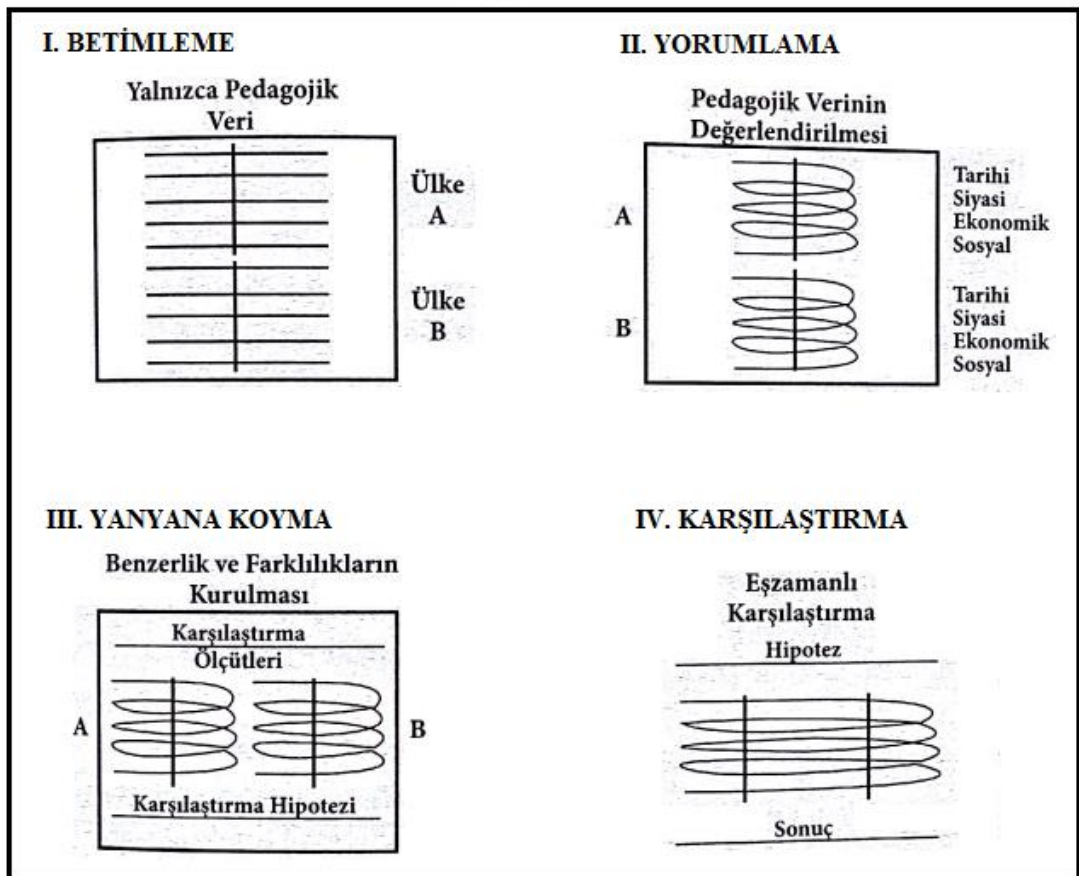 I. BETİMLEME
Yalnızca Pedagojik
Veri
Ülke
A
Ülke
B
II. YORUMLAMA
Pedagojik Verinin
Değerlendirilmesi
A
Tarihi
Siyasi
Ekonomik
Sosyal
B
Tarihi
Siyasi
Ekonomik
Sosyal
III. YANYANA KOYMA
Benzerlik ve Farklılıkların
Kurulması
Karşılaştırma
Ölçütleri
A
B
Karşılaştırma Hipotezi
IV. KARŞILAŞTIRMA
Eşzamanlı
Karşılaştırma
Hipotez
Sonuç